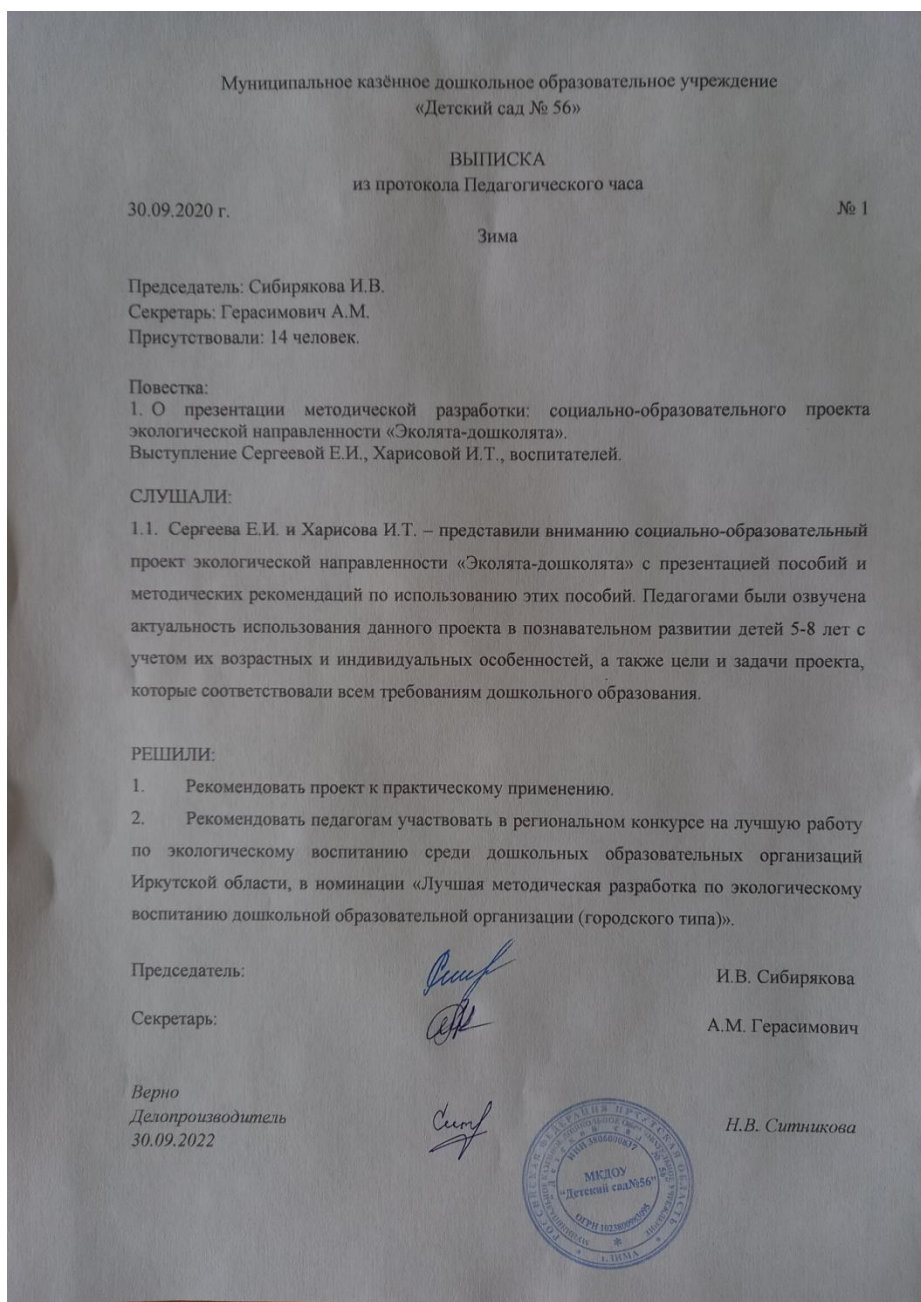 Муниципальное казённое дошкольное образовательное учреждение
«Детский сад № 56»
ВЫПИСКА
из протокола Педагогического часа
30.09.2020 г. № 1
Зима
Председатель: Сибирякова И.В.
Секретарь: Герасимович А.М.
Присутствовали: 14 человек.
Повестка:
1. О презентации методической разработки: социально-образовательного проекта
экологической направленности «Эколята-дошколята».
Выступление Сергеевой Е.И., Харисовой И.Т., воспитателей.
СЛУШАЛИ:
1.1. Сергеева Е.И. и Харисова И.Т. – представили вниманию социально-образовательный
проект экологической направленности «Эколята-дошколята» с презентацией пособий и
методических рекомендаций по использованию этих пособий. Педагогами были озвучена
актуальность использования данного проекта в познавательном развитии детей 5-8 лет с
учетом их возрастных и индивидуальных особенностей, а также цели и задачи проекта,
которые соответствовали всем требованиям дошкольного образования.
РЕШИЛИ:
1. Рекомендовать проект к практическому применению.
2. Рекомендовать педагогам участвовать в региональном конкурсе на лучшую работу
по экологическому воспитанию среди дошкольных образовательных организаций
Иркутской области, в номинации «Лучшая методическая разработка по экологическому
воспитанию дошкольной образовательной организации (городского типа)».
Председатель: И.В. Сибирякова
Секретарь: А.М. Герасимович
Верно
Делопроизводитель Н.В. Ситникова
30.09.2022
РОССИЙСКАЯ ФЕДЕРАЦИЯ ИРКУТСКАЯ ОБЛАСТЬ
г. ЗИМА
МКДОУ
"Детский сад№56"